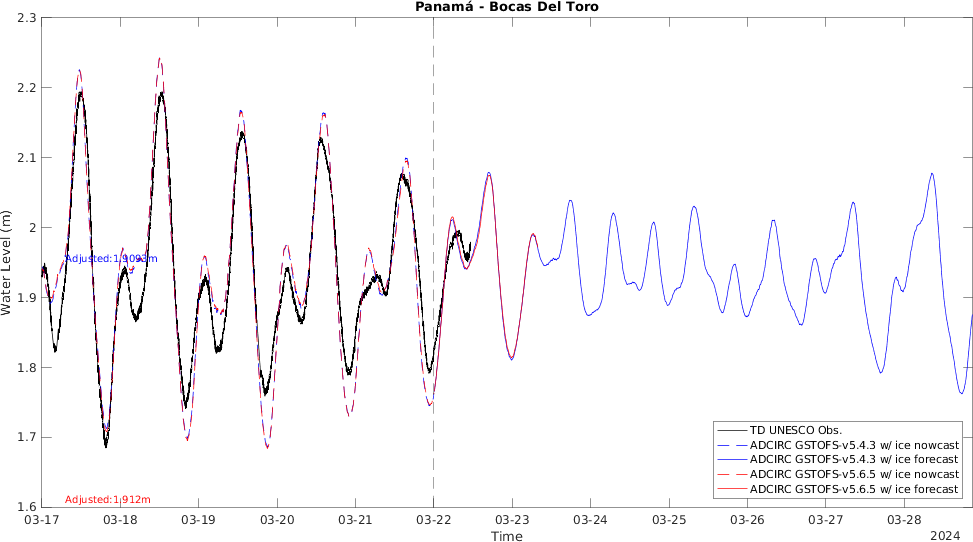 Panamá - Bocas Del Toro
2.3
2.2
2.1
2
1.9
1.8
1.7
1.6
Water Level (m)
Adjusted:1.9093m
Adjusted:1.912m
TD UNESCO Obs.
ADCIRC GSTOFS-v5.4.3 w/ ice nowcast
ADCIRC GSTOFS-v5.4.3 w/ ice forecast
ADCIRC GSTOFS-v5.6.5 w/ ice nowcast
ADCIRC GSTOFS-v5.6.5 w/ ice forecast
03-17 03-18 03-19 03-20 03-21 03-22 03-23 03-24 03-25 03-26 03-27 03-28
Time
2024